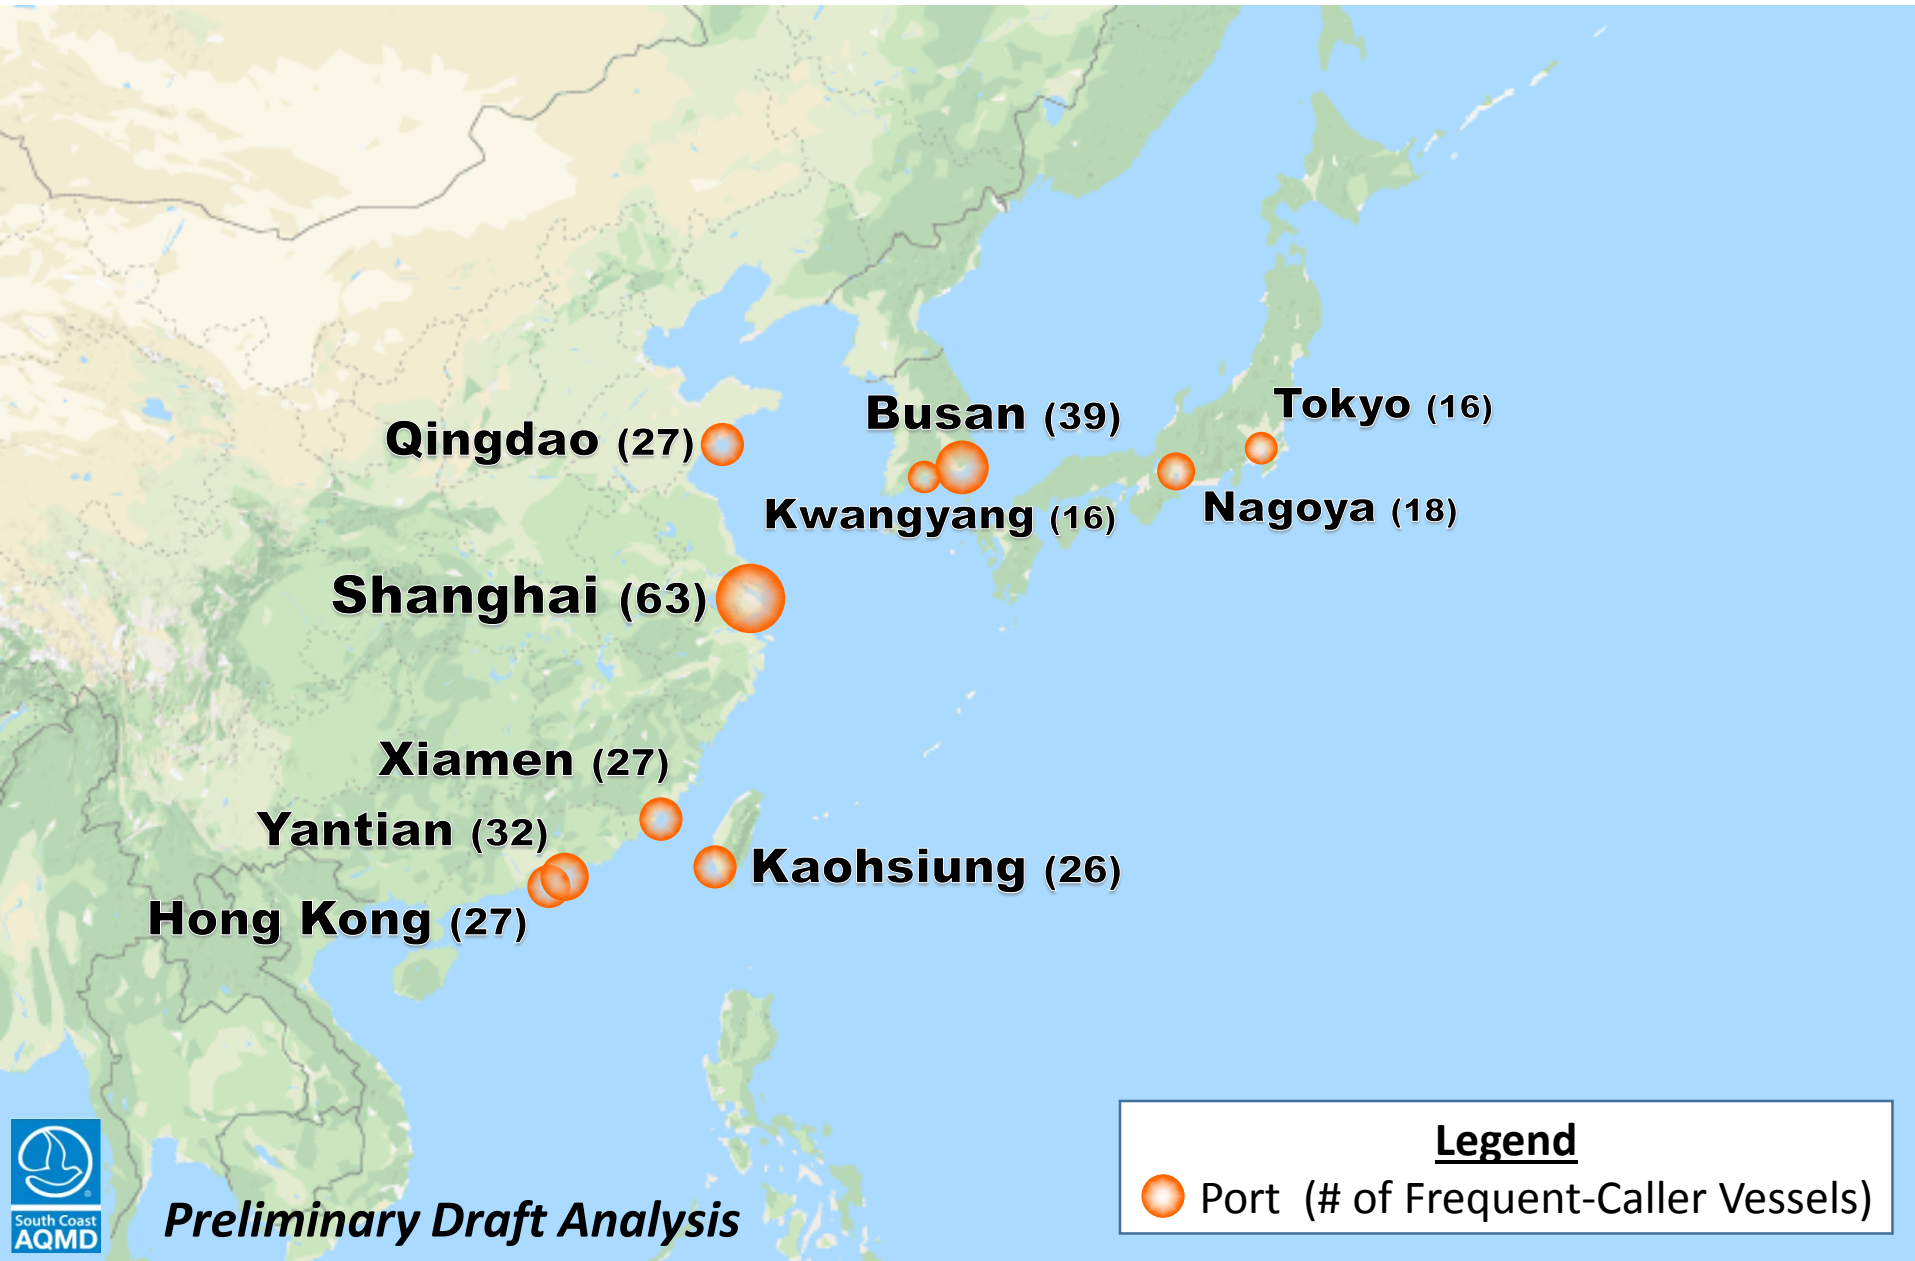 Tokyo (16)
Busan (39)
Qingdao (27)
Nagoya (18)
Kwangyang (16)
Shanghai (63)
Xiamen (27)
Yantian (32)
Kaohsiung (26)
Hong Kong (27)
Legend
Port (# of Frequent-Caller Vessels)
Preliminary Draft Analysis
South Coast
AQMD